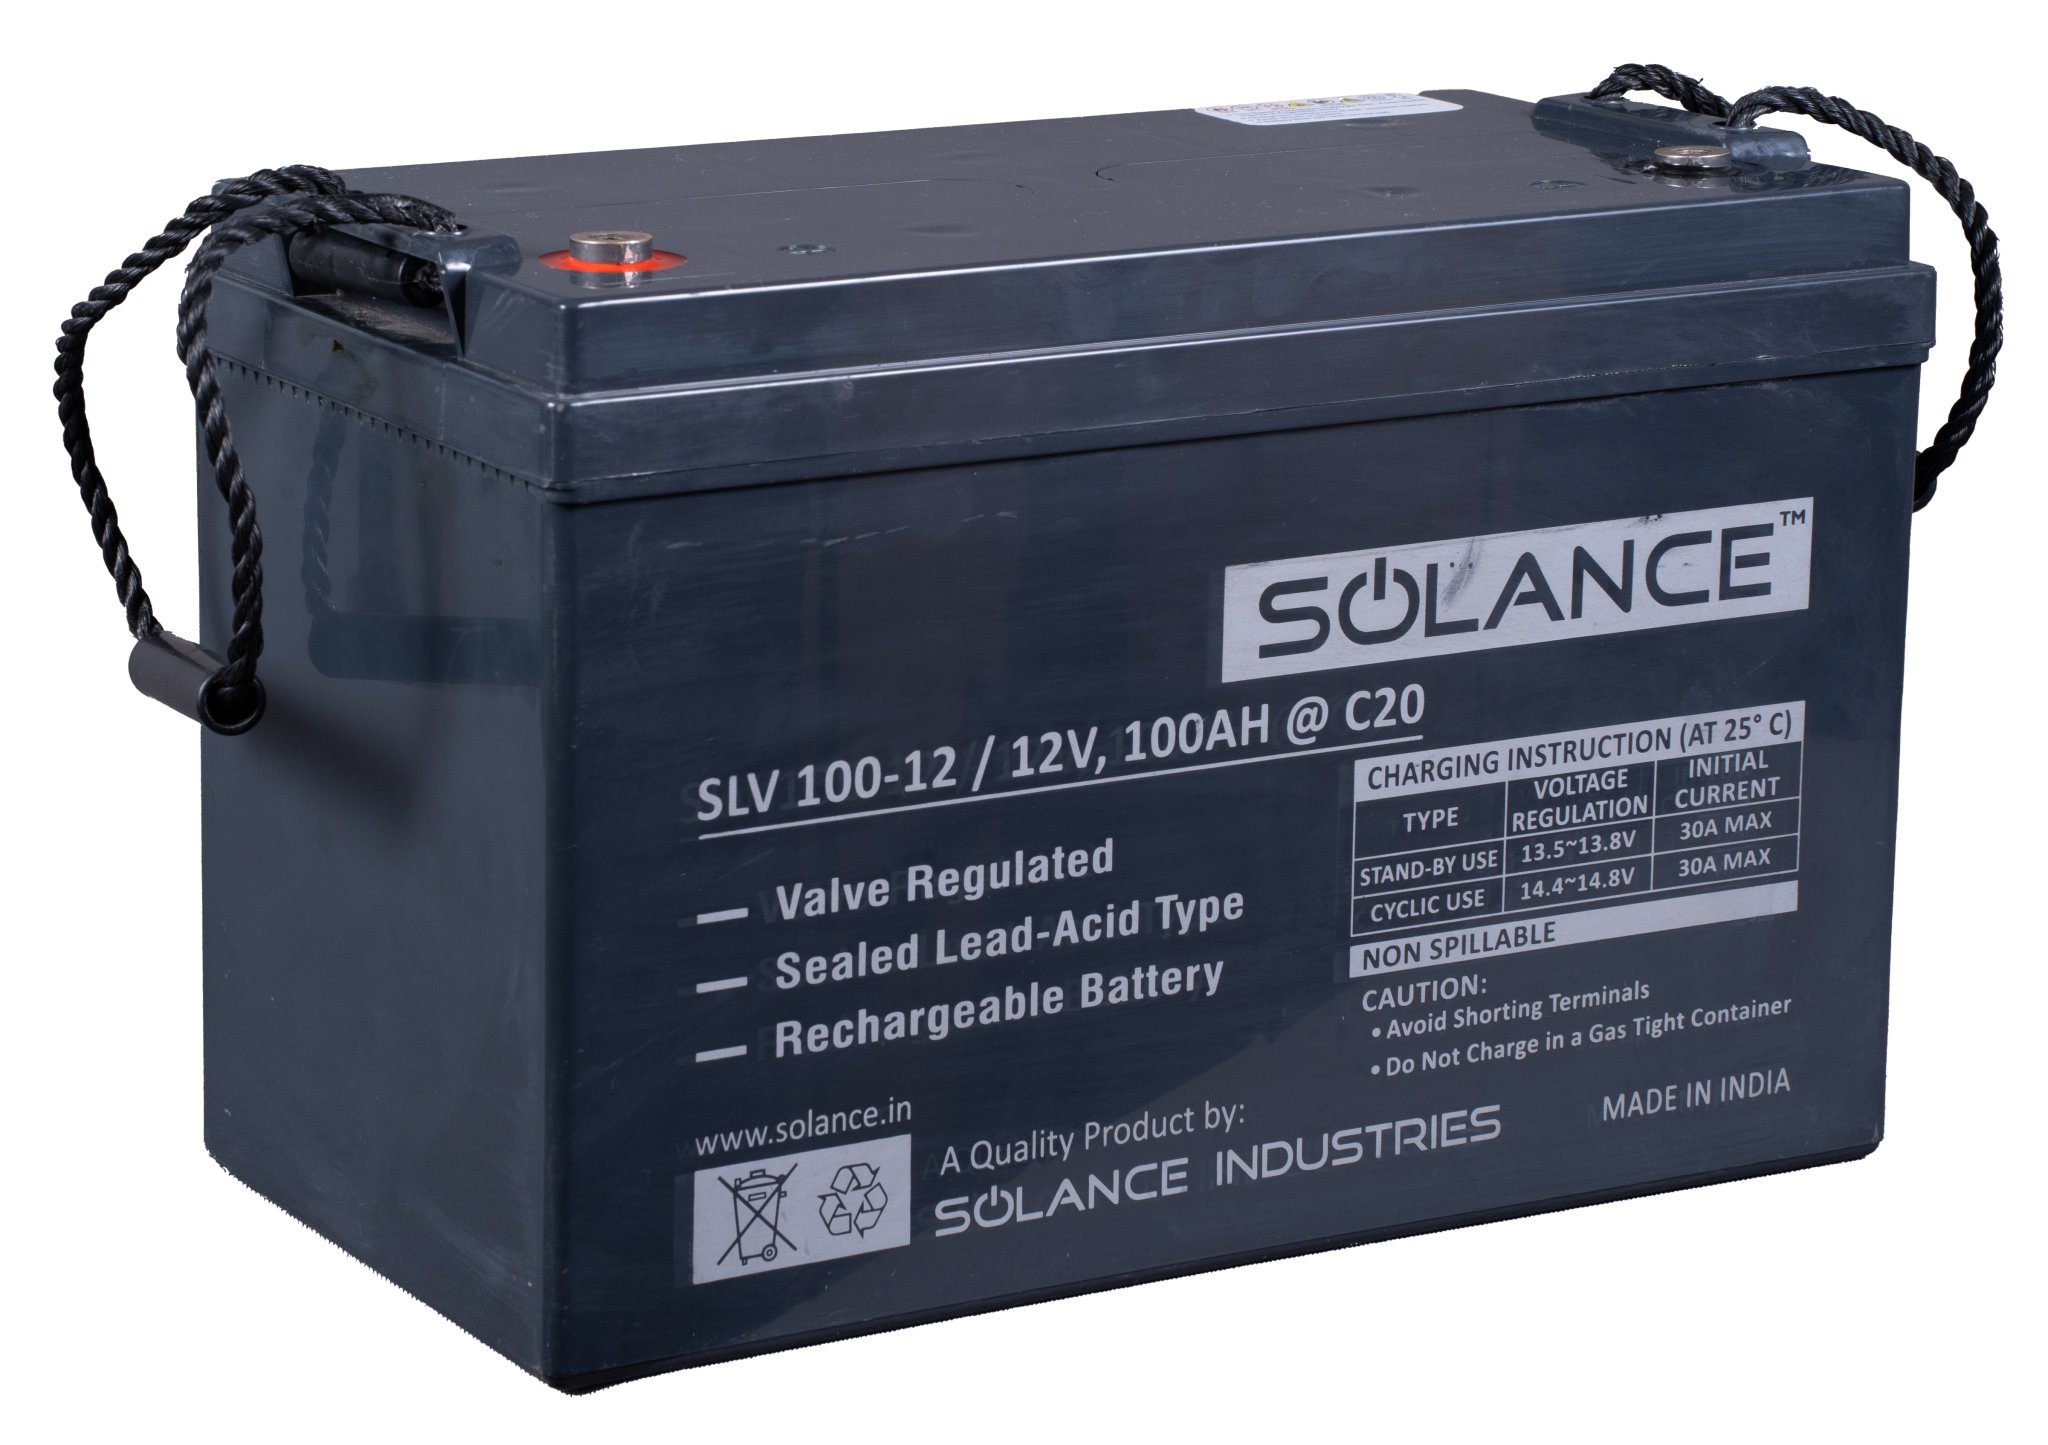 SOLANCE™
SLV 100-12 / 12V, 100AH @ C20
Valve Regulated
Sealed Lead-Acid Type
Rechargeable Battery
CHARGING INSTRUCTION (AT 25° C)
TYPE VOLTAGE REGULATION INITIAL CURRENT
STAND-BY USE 13.5~13.8V 30A MAX
CYCLIC USE 14.4~14.8V 30A MAX
NON SPILLABLE
CAUTION:
• Avoid Shorting Terminals
• Do Not Charge in a Gas Tight Container
MADE IN INDIA
www.solance.in
A Quality Product by:
SOLANCE INDUSTRIES